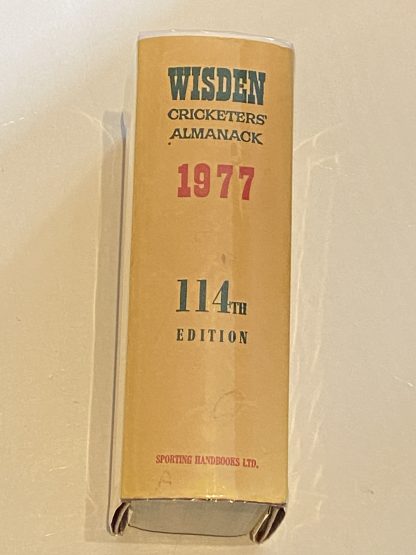 WISDEN
CRICKETERS'
ALMANACK
1977
114TH
EDITION
SPORTING HANDBOOKS LTD.